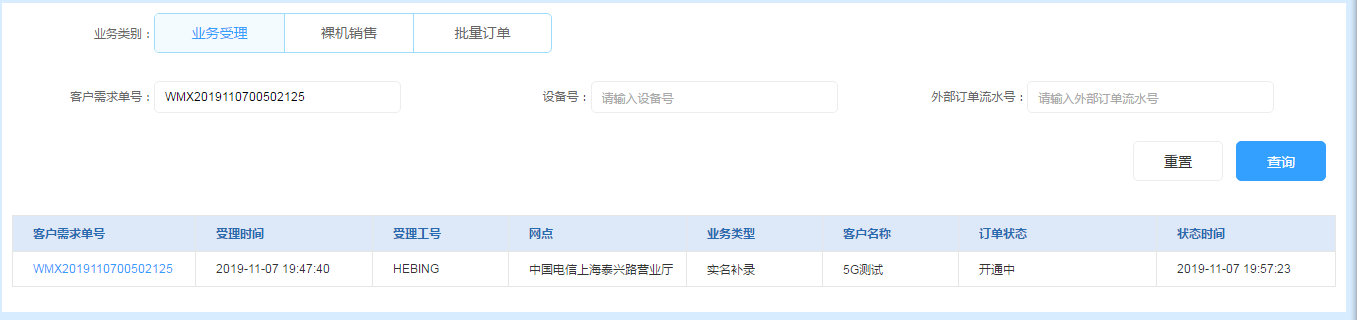 业务类别： 业务受理 裸机销售 批量订单
客户需求单号： WMX2019110700502125 设备号： 请输入设备号 外部订单流水号： 请输入外部订单流水号
重置 查询
客户需求单号 受理时间 受理工号 网点 业务类型 客户名称 订单状态 状态时间
WMX2019110700502125 2019-11-07 19:47:40 HEBING 中国电信上海泰兴路营业厅 实名补录 5G测试 开通中 2019-11-07 19:57:23